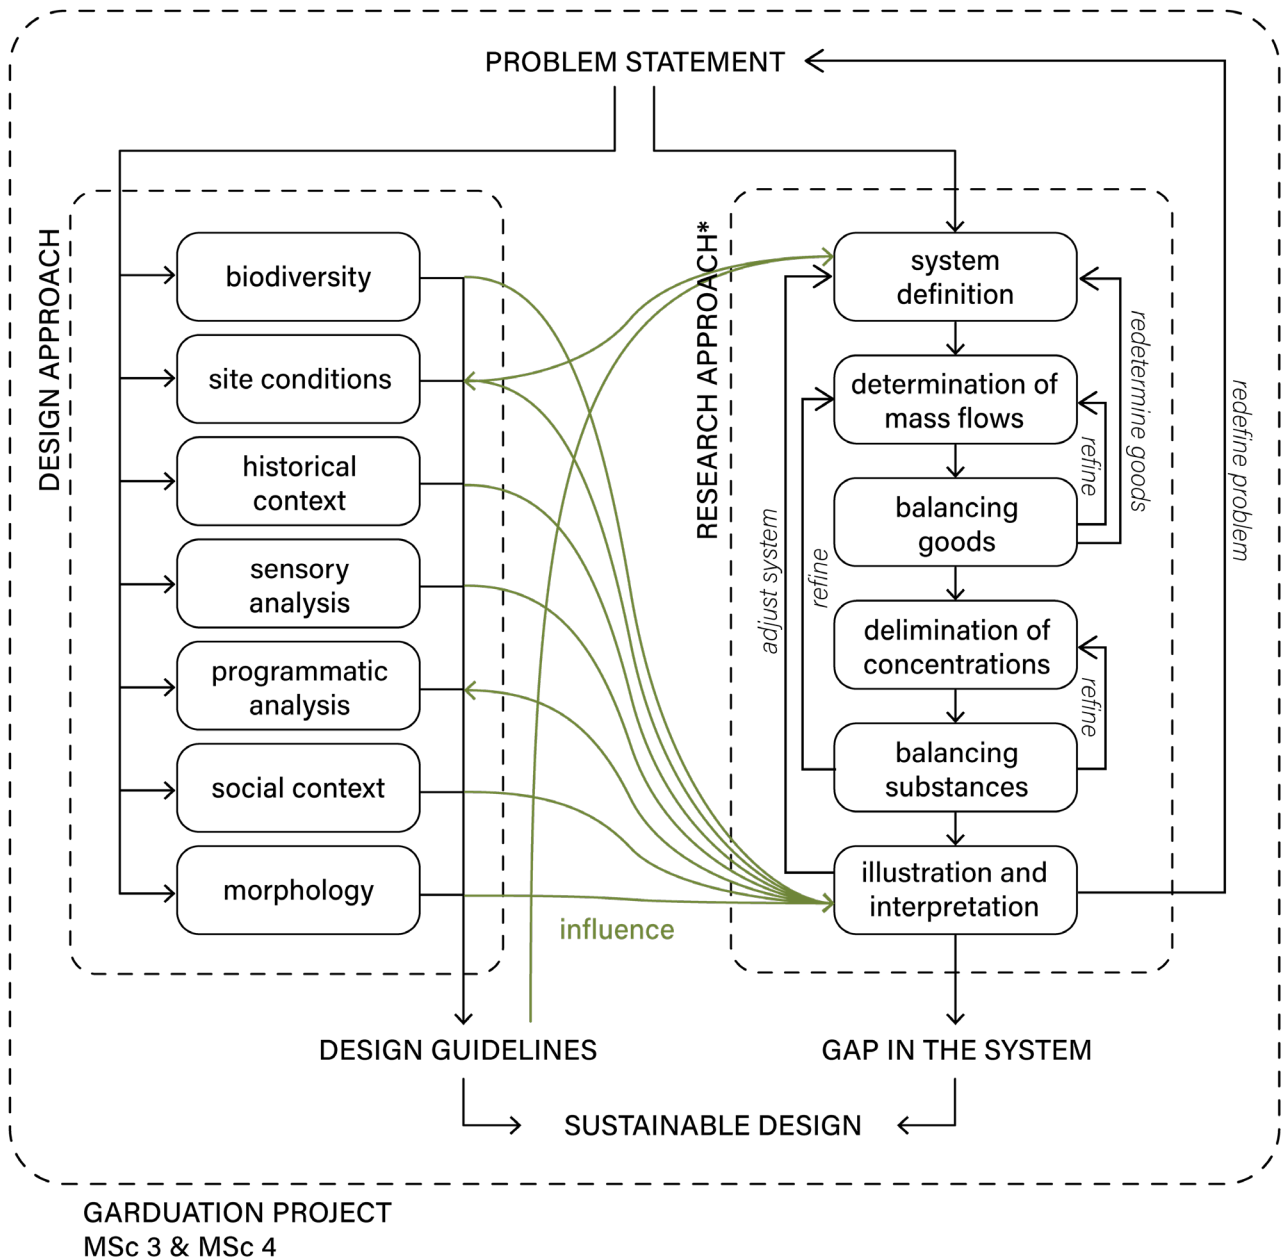 PROBLEM STATEMENT
DESIGN APPROACH
biodiversity
site conditions
historical
context
sensory
analysis
programmatic
analysis
social context
morphology
influence
RESEARCH APPROACH*
system
definition
determination of
mass flows
balancing
goods
delimination of
concentrations
balancing
substances
illustration and
interpretation
adjust system
refine
refine
refine
redetermine goods
redefine problem
DESIGN GUIDELINES
GAP IN THE SYSTEM
SUSTAINABLE DESIGN
GARDUATION PROJECT
MSc 3 & MSc 4